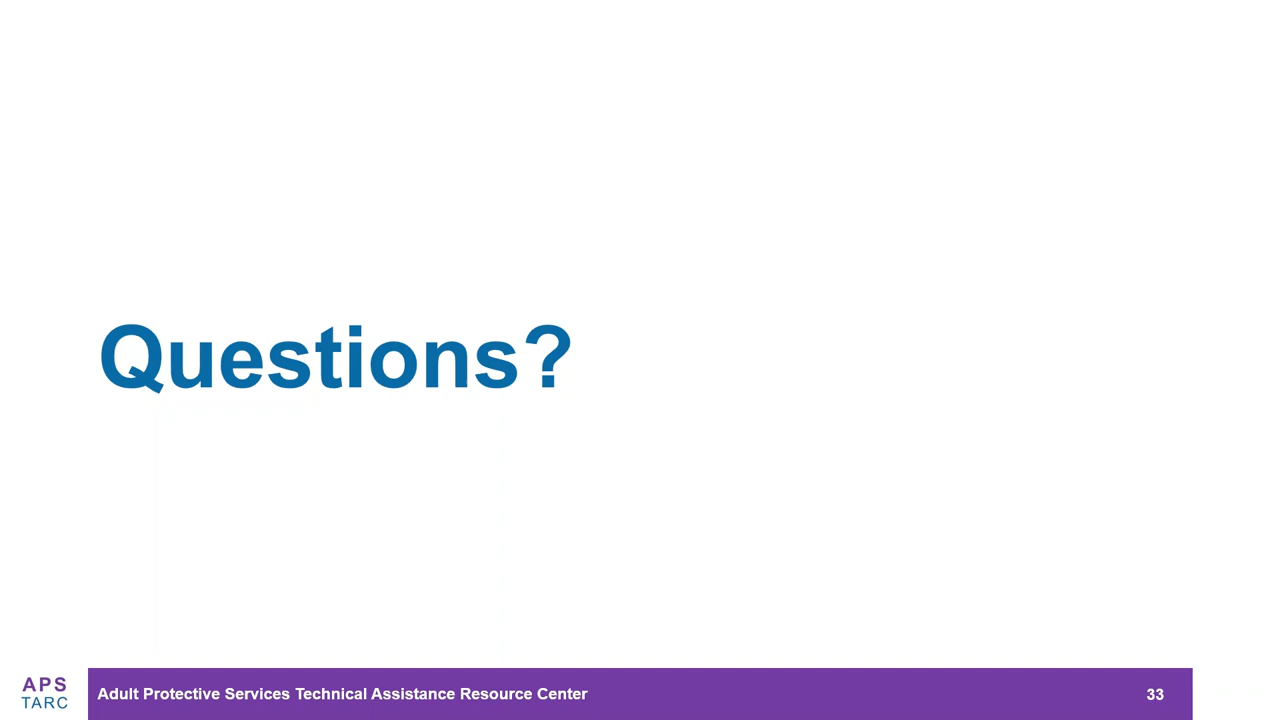 Questions?
APS
TARC
Adult Protective Services Technical Assistance Resource Center
33